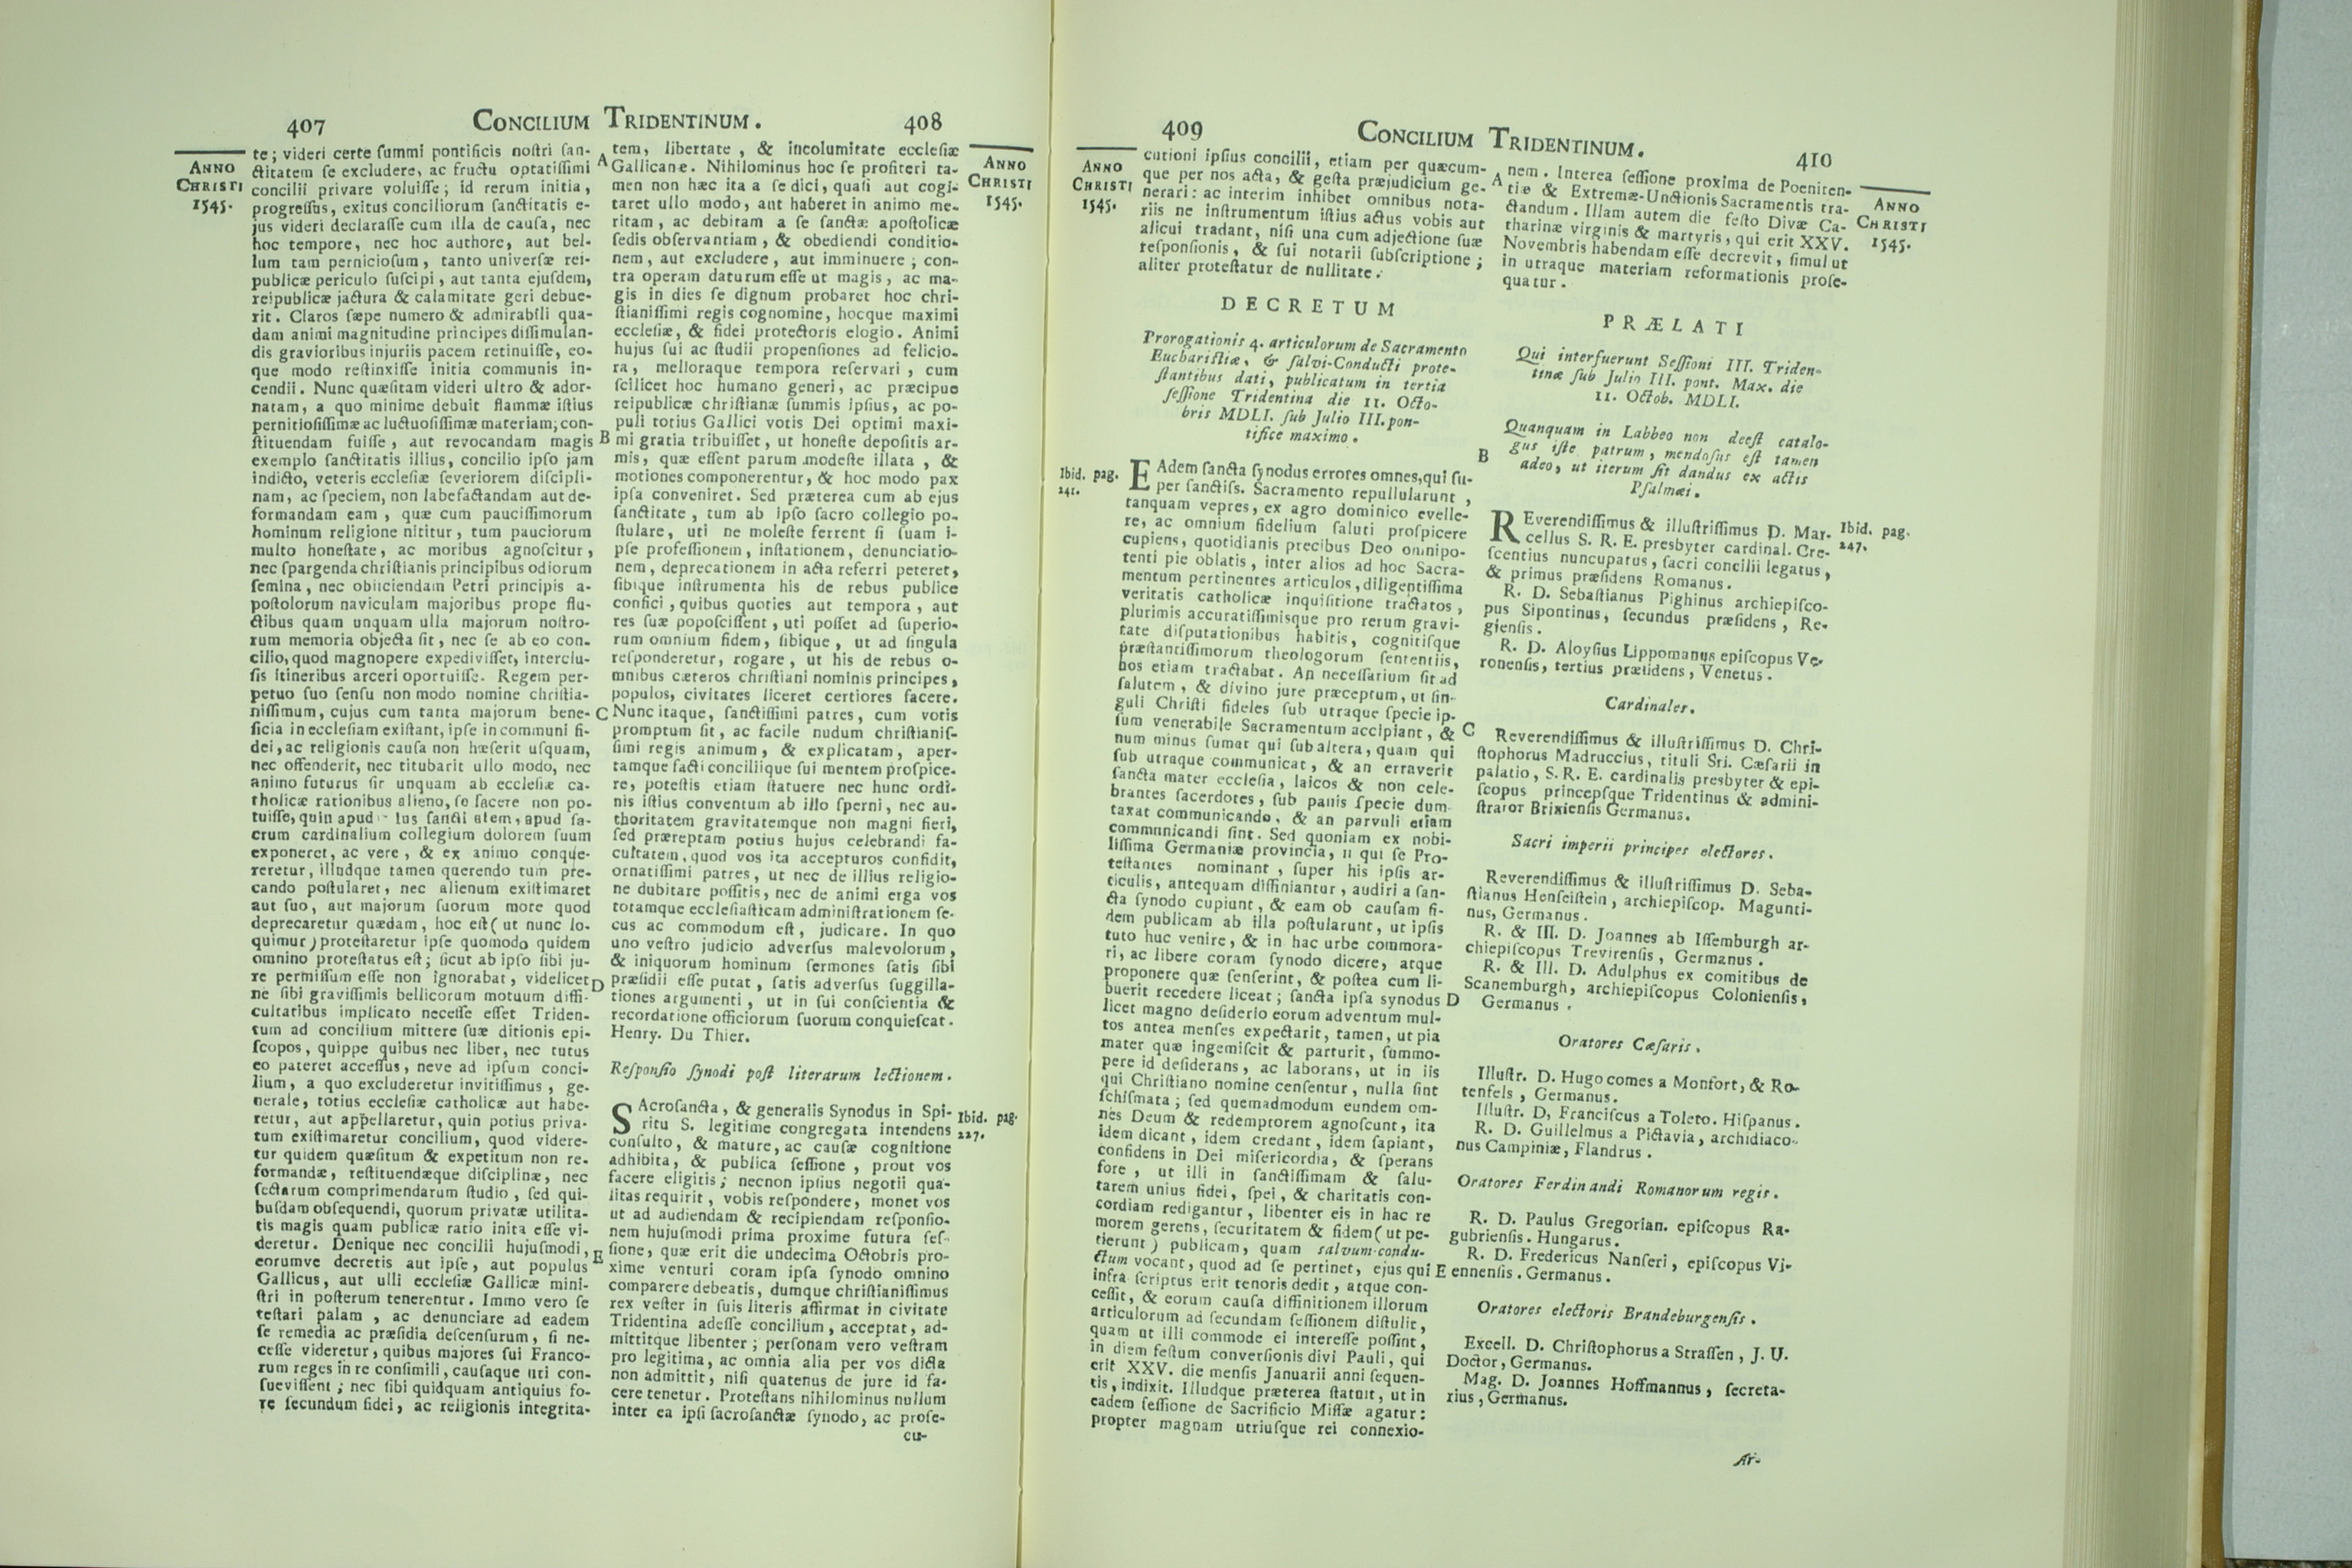 407 CONCILIUM TRIDENTINUM. 408
ANNO
CHRISTI
1545.
te; videri certe ſummi pontificis noſtri ſan-
ctitatem ſe excludere, ac fructu optatiſſimi
concilii privare voluiſſe; id rerum initia,
progreſſus, exitus conciliorum ſanctitatis e-
jus videri declaraſſe cum illa de cauſa, nec
hoc tempore, nec hoc authore, aut bel-
lum tam pernicioſum, tanto univerſæ rei-
publicæ periculo ſuſcipi, aut tanta ejuſdem,
reipublicæ jactura & calamitate geri debue-
rit. Claros ſæpe numero & admirabili qua-
dam animi magnitudine principes diſſimulan-
dis gravioribus injuriis pacem retinuiſſe, eo-
que modo reſtinxiſſe initia communis in-
cendii. Nunc quæſitam videri ultro & ador-
natam, a quo minime debuit flammæ iſtius
pernitioſiſſimæ ac luctuoſiſſimæ materiam; con-
ſtituendam fuiſſe, aut revocandam magis
exemplo ſanctitatis illius, concilio ipſo jam
indicto, veteris eccleſiæ ſeveriorem diſcipli-
nam, ac ſpeciem, non labefactandam aut de-
formandam eam, quæ cum pauciſſimorum
hominum religione nititur, tum pauciorum
multo honeſtate, ac moribus agnoſcitur,
nec ſpargenda chriſtianis principibus odiorum
ſemina, nec obiiciendam Petri principis a-
poſtolorum naviculam majoribus prope flu-
ctibus quam unquam ulla majorum noſtro-
rum memoria objecta ſit, nec ſe ab eo con-
cilio, quod magnopere expediviſſet, interclu-
ſis itineribus arceri oportuiſſe. Regem per-
petuo ſuo ſenſu non modo nomine chriſtia-
niſſimum, cujus cum tanta majorum bene-
ficia in eccleſiam exiſtant, ipſe in communi fi-
dei, ac religionis cauſa non hæſerit uſquam,
nec offenderit, nec titubarit ullo modo, nec
animo futurus ſit unquam ab eccleſiæ ca-
tholicæ rationibus alieno, ſe facere non po-
tuiſſe, quin apud ipſius ſanctitatem, apud ſa-
crum cardinalium collegium dolorem ſuum
exponeret, ac vere, & ex animo conque-
reretur, illudque tamen querendo tum pre-
cando poſtularet, nec alienum exiſtimaret
aut ſuo, aut majorum ſuorum more quod
deprecaretur quædam, hoc eſt ( ut nunc lo-
quimur ) proteſtaretur ipſe quomodo quidem
omnino proteſtatus eſt; ſicut ab ipſo ſibi ju-
re permiſſum eſſe non ignorabat, videlicet
ne ſibi graviſſimis bellicorum motuum diffi-
cultatibus implicato neceſſe eſſet Triden-
tum ad concilium mittere ſuæ ditionis epi-
ſcopos, quippe quibus nec liber, nec tutus
eo pateret acceſſus, neve ad ipſum conci-
lium, a quo excluderetur invitiſſimus, ge-
nerale, totius eccleſiæ catholicæ aut habe-
retur, aut appellaretur, quin potius priva-
tum exiſtimaretur concilium, quod videre-
tur quidem quæſitum & expetitum non re-
formandæ, reſtituendæque diſciplinæ, nec
ſectarum comprimendarum ſtudio, ſed qui-
buſdam obſequendi, quorum privatæ utilita-
tis magis quam publicæ ratio inita eſſe vi-
deretur. Denique nec concilii hujuſmodi,
eorumve decretis aut ipſe, aut populus
Gallicus, aut ulli eccleſiæ Gallicæ mini-
ſtri in poſterum tenerentur. Immo vero ſe
teſtari palam, ac denunciare ad eadem
ſe remedia ac præſidia deſcenſurum, ſi ne-
ceſſe videretur, quibus majores ſui Franco-
rum reges in re conſimili, cauſaque uti con-
ſueviſſent; nec ſibi quidquam antiquius fo-
re ſecundum fidei, ac religionis integrita-
A
B
C
D
E
tem, libertate, & incolumitate eccleſiæ
Gallicane. Nihilominus hoc ſe profiteri ta-
men non hæc ita a ſe dici, quaſi aut cogi-
taret ullo modo, aut haberet in animo me-
ritam, ac debitam a ſe ſanctæ apoſtolicæ
ſedis obſervantiam, & obediendi conditio-
nem, aut excludere, aut imminuere; con-
tra operam daturum eſſe ut magis, ac ma-
gis in dies ſe dignum probaret hoc chri-
ſtianiſſimi regis cognomine, hocque maximi
eccleſiæ, & fidei protectoris elogio. Animi
hujus ſui ac ſtudii propenſiones ad felicio-
ra, melioraque tempora reſervari, cum
ſcilicet hoc humano generi, ac præcipue
reipublicæ chriſtianæ ſummis ipſius, ac po-
puli totius Gallici votis Dei optimi maxi-
mi gratia tribuiſſet, ut honeſte depoſitis ar-
mis, quæ eſſent parum modeſte illata, &
motiones componerentur, & hoc modo pax
ipſa conveniret. Sed præterea cum ab ejus
ſanctitate, tum ab ipſo ſacro collegio po-
ſtulare, uti ne moleſte ferrent ſi ſuam i-
pſe profeſſionem, inſtationem, denunciatio-
nem, deprecationem in acta referri peteret,
ſibique inſtrumenta his de rebus publice
confici, quibus quoties aut tempora, aut
res ſuæ popoſciſſent, uti poſſet ad ſuperio-
rum omnium fidem, ſibique, ut ad ſingula
reſponderetur, rogare, ut his de rebus o-
mnibus cæteros chriſtiani nominis principes,
populos, civitates liceret certiores facere.
Nunc itaque, ſanctiſſimi patres, cum votis
promptum ſit, ac facile nudum chriſtianiſ-
ſimi regis animum, & explicatam, aper-
tamque facti conciliique ſui mentem proſpice-
re, poteſtis etiam ſtatuere nec hunc ordi-
nis iſtius conventum ab illo ſperni, nec au-
thoritatem gravitatemque non magni fieri,
ſed præreptam potius hujus celebrandi fa-
cultatem, quod vos ita accepturos confidit,
ornatiſſimi patres, ut nec de illius religio-
ne dubitare poſſitis, nec de animi erga vos
totamque eccleſiaſticam adminiſtrationem ſe-
cus ac commodum eſt, judicare. In quo
uno veſtro judicio adverſus malevolorum,
& iniquorum hominum ſermones ſatis ſibi
præſidii eſſe putat, ſatis adverſus ſuggilla-
tiones argumenti, ut in ſui conſcientia &
recordatione officiorum ſuorum conquieſcat.
Henry. Du Thier.
Reſponſio ſynodi poſt literarum lectionem.
SAcroſancta, & generalis Synodus in Spi-
ritu S. legitime congregata intendens
conſulto, & mature, ac cauſæ cognitione
adhibita, & publica ſeſſione, prout vos
facere eligitis; necnon ipſius negotii qua-
litas requirit, vobis reſpondere, monet vos
ut ad audiendam & recipiendam reſponſio-
nem hujuſmodi prima proxime futura ſeſ-
ſione, quæ erit die undecima Octobris pro-
xime venturi coram ipſa ſynodo omnino
comparere debeatis, dumque chriſtianiſſimus
rex veſter in ſuis literis affirmat in civitate
Tridentina adeſſe concilium, acceptat, ad-
mittitque libenter; perſonam vero veſtram
pro legitima, ac omnia alia per vos dicta
non admittit, niſi quatenus de jure id fa-
cere tenetur. Proteſtans nihilominus nullum
inter ea ipſi ſacroſanctæ ſynodo, ac proſe-
cu-
ANNO
CHRISTI
1545.
Ibid. pag.
227.
409 CONCILIUM TRIDENTINUM. 410
ANNO
CHRISTI
1545.
cutioni ipſius concilii, etiam per quæcum-
que per nos acta, & geſta præjudicium ge-
nerari: ac interim inhibet omnibus nota-
riis ne inſtrumentum iſtius actus vobis aut
alicui tradant, niſi una cum adjectione ſuæ
reſponſionis, & ſui notarii ſubſcriptione;
aliter proteſtatur de nullitate.
DECRETUM
Prorogationis 4. articulorum de Sacramento
Euchariſtiæ, & ſalvi-Conducti prote-
ſtantibus dati, publicatum in tertia
ſeſſione Tridentina die 11. Octo-
bris MDLI. ſub Julio III. pon-
tifice maximo.
Ibid. pag.
241.
EAdem ſancta ſynodus errores omnes, qui ſu-
per ſanctiſs. Sacramento repullularunt,
tanquam vepres, ex agro dominico evelle-
re, ac omnium fidelium ſaluti proſpicere
cupiens, quotidianis precibus Deo omnipo-
tenti pie oblatis, inter alios ad hoc Sacra-
mentum pertinentes articulos, diligentiſſima
veritatis catholicæ inquiſitione tractatos,
plurimis accuratiſſimisque pro rerum gravi-
tate diſputationibus habitis, cognitiſque
præſtantiſſimorum theologorum ſententiis,
hos etiam tractabat. An neceſſarium ſit ad
ſalutem, & divino jure præceptum, ut ſin-
guli Chriſti fideles ſub utraque ſpecie ip-
ſum venerabile Sacramentum accipiant, &
num minus ſumat qui ſub altera, quam qui
ſub utraque communicat, & an erraverit
ſancta mater eccleſia, laicos & non cele-
brantes ſacerdotes, ſub panis ſpecie dum-
taxat communicando, & an parvuli etiam
communicandi ſint. Sed quoniam ex nobi-
liſſima Germaniæ provincia, ii qui ſe Pro-
teſtantes nominant, ſuper his ipſis ar-
ticulis, antequam diffiniantur, audiri a ſan-
cta ſynodo cupiunt, & eam ob cauſam fi-
dem publicam ab illa poſtularunt, ut ipſis
tuto huc venire, & in hac urbe commora-
ri, ac libere coram ſynodo dicere, atque
proponere quæ ſenſerint, & poſtea cum li-
buerit recedere liceat; ſancta ipſa synodus
licet magno deſiderio eorum adventum mul-
tos antea menſes expectarit, tamen, ut pia
mater quæ ingemiſcit & parturit, ſummo-
pere id deſiderans, ac laborans, ut in iis
qui Chriſtiano nomine cenſentur, nulla ſint
ſchiſmata; ſed quemadmodum eundem om-
nes Deum & redemptorem agnoſcunt, ita
idem dicant, idem credant, idem ſapiant,
confidens in Dei miſericordia, & ſperans
fore, ut illi in ſanctiſſimam & ſalu-
tarem unius fidei, ſpei, & charitatis con-
cordiam redigantur, libenter eis in hac re
morem gerens, ſecuritatem & fidem ( ut pe-
tierunt ) publicam, quam salvum-condu-
ctum vocant, quod ad ſe pertinet, ejus qui
infra ſcriptus erit tenoris dedit, atque con-
ceſſit, & eorum cauſa diffinitionem illorum
articulorum ad ſecundam ſeſſionem diſtulit,
quam ut illi commode ei intereſſe poſſint,
in diem feſtum converſionis divi Pauli, qui
erit XXV. die menſis Januarii anni ſequen-
tis, indixit. Illudque præterea ſtatuit, ut in
eadem ſeſſione de Sacrificio Miſſæ agatur:
propter magnam utriuſque rei connexio-
A
B
C
D
E
nem. Interea ſeſſione proxima de Poeniten-
tiæ & Extremæ-Unctionis Sacramentis tra-
ctandum. Illam autem die feſto Divæ Ca-
tharinæ virginis & martyris, qui erit XXV.
Novembris habendam eſſe decrevit, ſimul ut
in utraque materiam reformationis proſe-
quatur.
PRÆLATI
Qui interfuerunt Seſſioni III. Triden-
tinæ ſub Julio III. pont. Max. die
11. Octob. MDLI.
Quanquam in Labbeo non deeſt catalo-
gus iſte patrum, mendoſus eſt tamen
adeo, ut iterum ſit dandus ex actis
Pſalmæi.
REverendiſſimus & illuſtriſſimus D. Mar-
cellus S. R. E. presbyter cardinal. Cre-
ſcentius nuncupatus, ſacri concilii legatus,
& primus præſidens Romanus.
R. D. Sebaſtianus Pighinus archiepiſco-
pus Sipontinus, ſecundus præſidens, Re-
gienſis.
R. D. Aloyſius Lippomanus epiſcopus Ve-
ronenſis, tertius præſidens, Venetus.
Cardinales.
Reverendiſſimus & illuſtriſſimus D. Chri-
ſtophorus Madruccius, tituli Sti. Cæſarii in
palatio, S. R. E. cardinalis presbyter & epi-
ſcopus princepſque Tridentinus & admini-
ſtrator Brixienſis Germanus.
Sacri imperii principes electores.
Reverendiſſimus & illuſtriſſimus D. Seba-
ſtianus Henſeiſtein, archiepiſcop. Magunti-
nus, Germanus.
R. & Ill. D. Joannes ab Iſſemburgh ar-
chiepiſcopus Trevirenſis, Germanus.
R. & Ill. D. Adulphus ex comitibus de
Scanemburgh, archiepiſcopus Colonienſis,
Germanus.
Oratores Cæſaris.
Illuſtr. D. Hugo comes a Monfort, & Ro-
tenfels, Germanus.
Illuſtr. D, Franciſcus a Toleto. Hiſpanus.
R. D. Guillelmus a Pictavia, archidiaco-
nus Campiniæ, Flandrus.
Oratores Ferdinandi Romanorum regis.
R. D. Paulus Gregorian. epiſcopus Ra-
gubrienſis. Hungarus.
R. D. Fredericus Nanſeri, epiſcopus Vi-
ennenſis. Germanus.
Oratores electoris Brandeburgenſis.
Excell. D. Chriſtophorus a Straſſen, J. U.
Doctor, Germanus.
Mag. D. Joannes Hoffmannus, ſecreta-
rius, Germanus.
Ar-
ANNO
CHRISTI
1545.
Ibid. pag.
247.